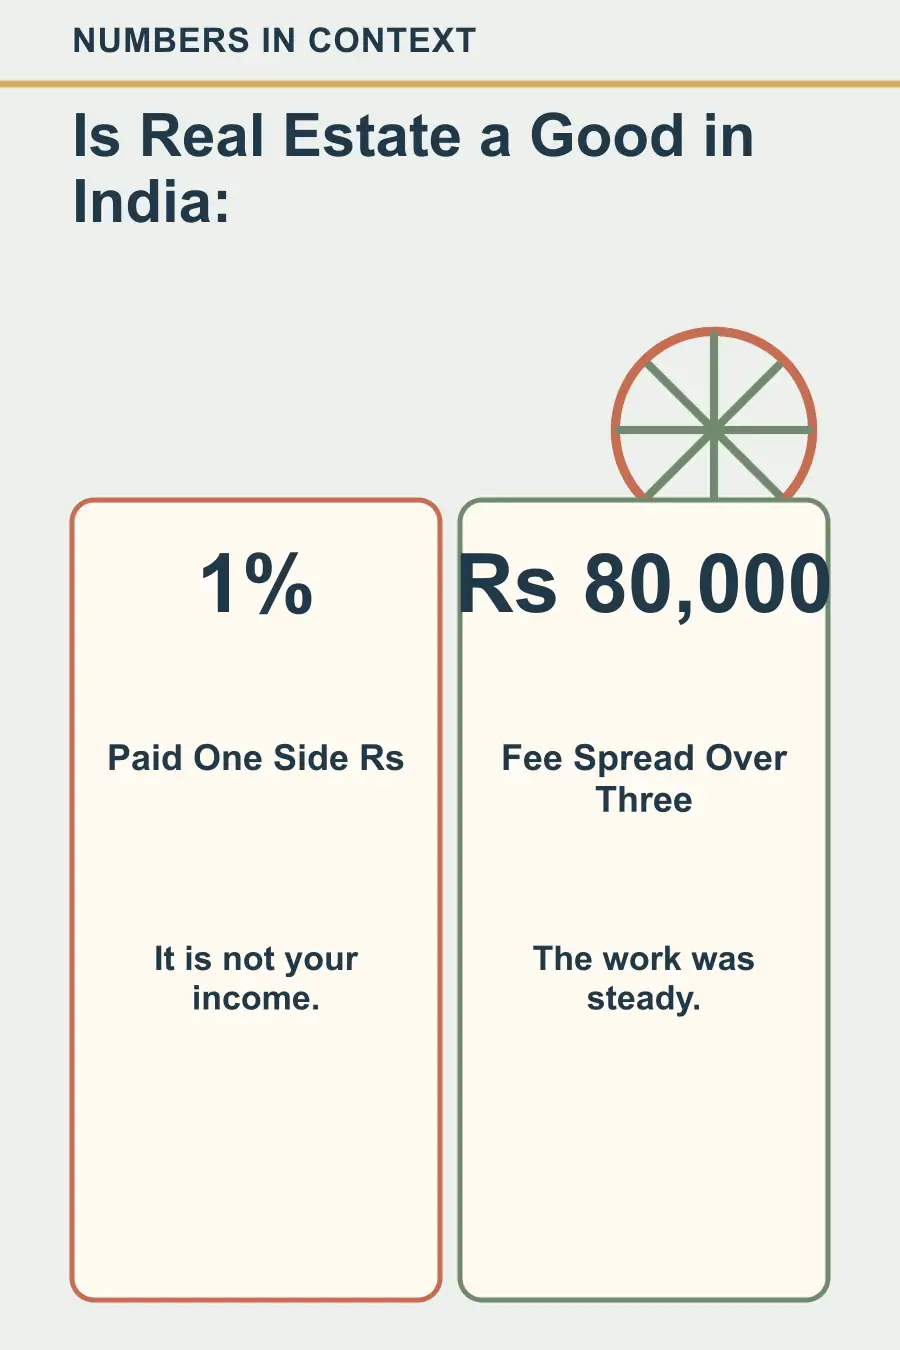 NUMBERS IN CONTEXT
Is Real Estate a Good in
India:
1%
Paid One Side Rs
It is not your
income.
Rs 80,000
Fee Spread Over
Three
The work was
steady.